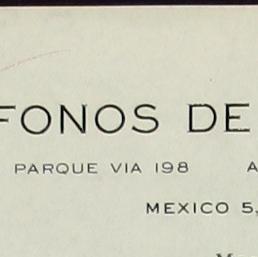 FONOS DE
PARQUE VIA 198 A
MEXICO 5,